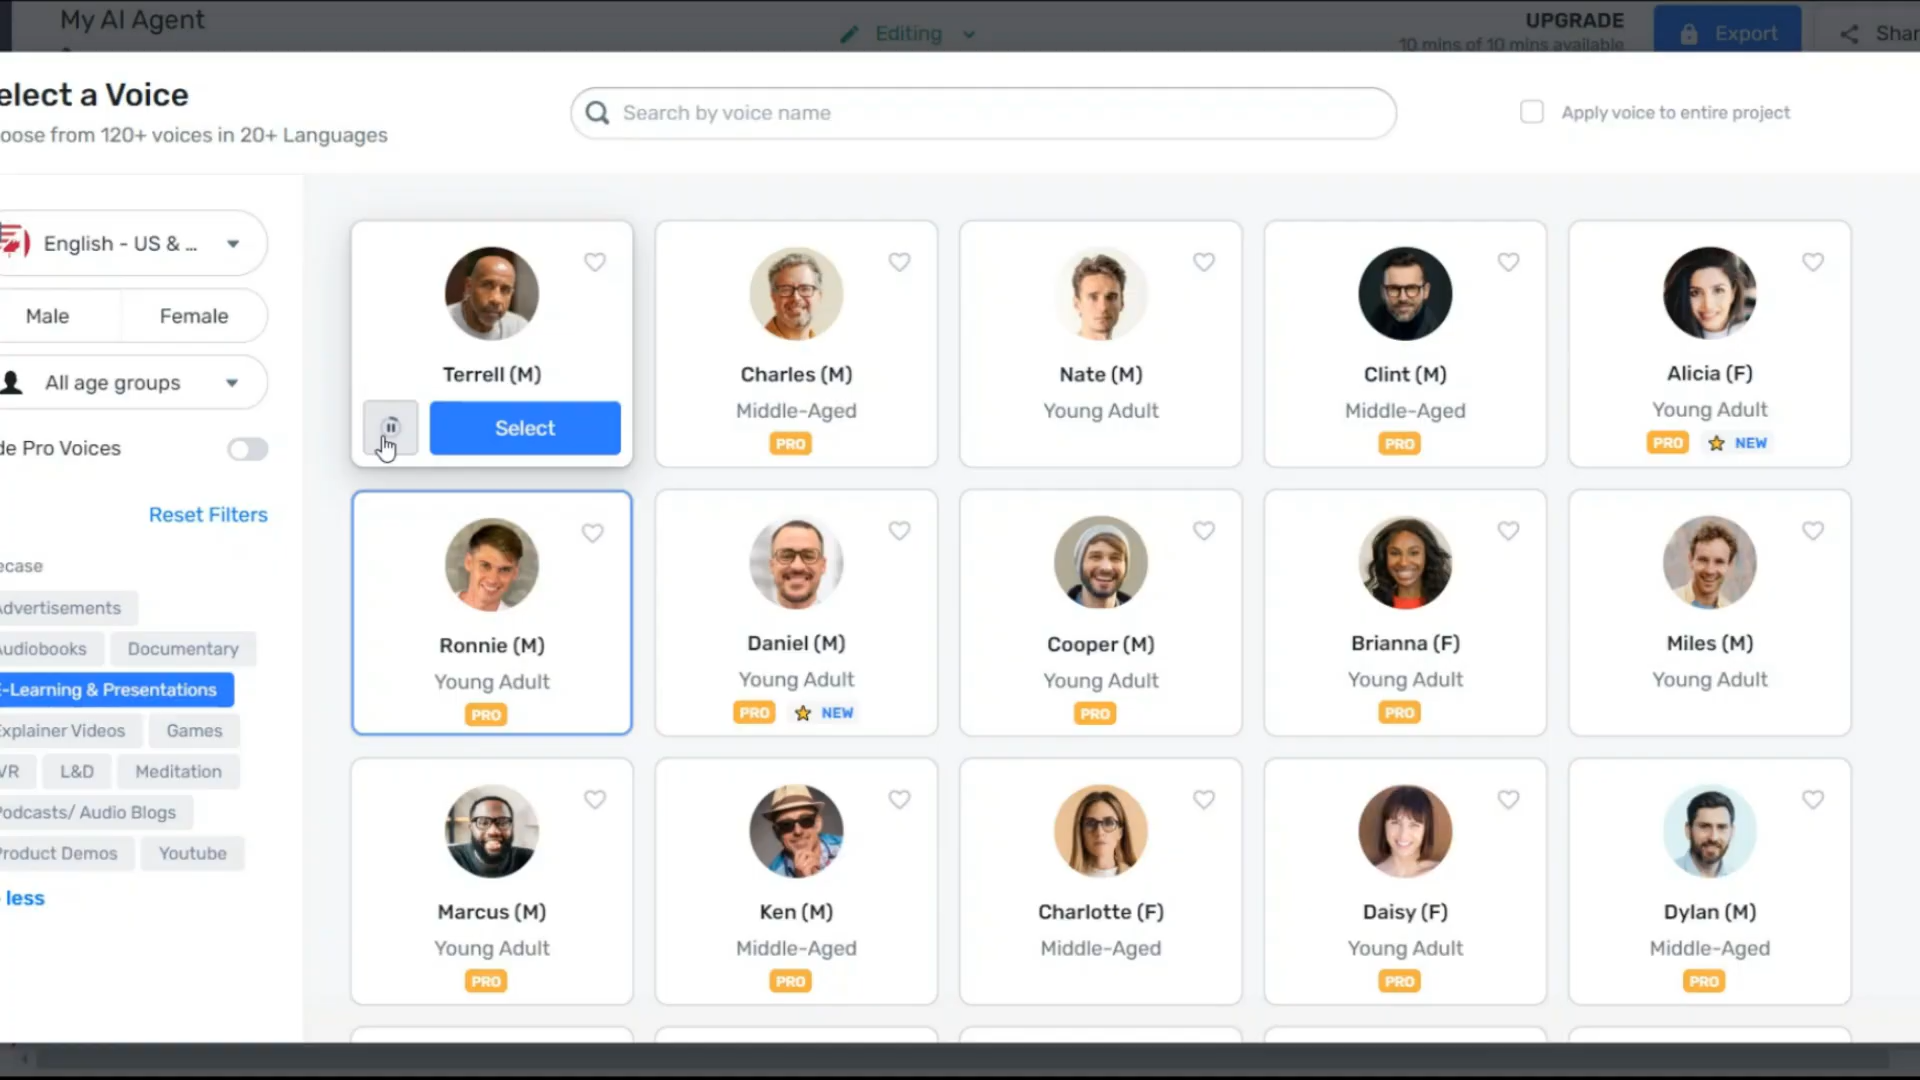 My AI Agent
Editing
UPGRADE
10 mins of 10 mins available
Export
Shar
elect a Voice
oose from 120+ voices in 20+ Languages
Search by voice name
Apply voice to entire project
English - US & ...
Male
Female
All age groups
de Pro Voices
Reset Filters
ecase
Advertisements
Audiobooks
Documentary
E-Learning & Presentations
Explainer Videos
Games
VR
L&D
Meditation
Podcasts/ Audio Blogs
Product Demos
Youtube
less
Terrell (M)
Select
Charles (M)
Middle-Aged
PRO
Nate (M)
Young Adult
Clint (M)
Middle-Aged
PRO
Alicia (F)
Young Adult
PRO NEW
Ronnie (M)
Young Adult
PRO
Daniel (M)
Young Adult
PRO NEW
Cooper (M)
Young Adult
PRO
Brianna (F)
Young Adult
PRO
Miles (M)
Young Adult
Marcus (M)
Young Adult
PRO
Ken (M)
Middle-Aged
PRO
Charlotte (F)
Middle-Aged
Daisy (F)
Young Adult
PRO
Dylan (M)
Middle-Aged
PRO